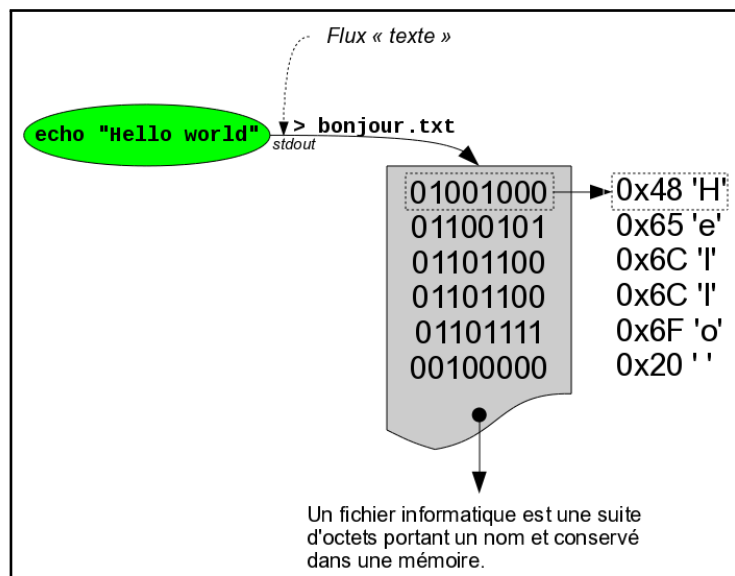 Flux « texte »
echo "Hello world"
> bonjour.txt
stdout
01001000 0x48 'H'
01100101 0x65 'e'
01101100 0x6C 'l'
01101100 0x6C 'l'
01101111 0x6F 'o'
00100000 0x20 ' '
Un fichier informatique est une suite
d'octets portant un nom et conservé
dans une mémoire.